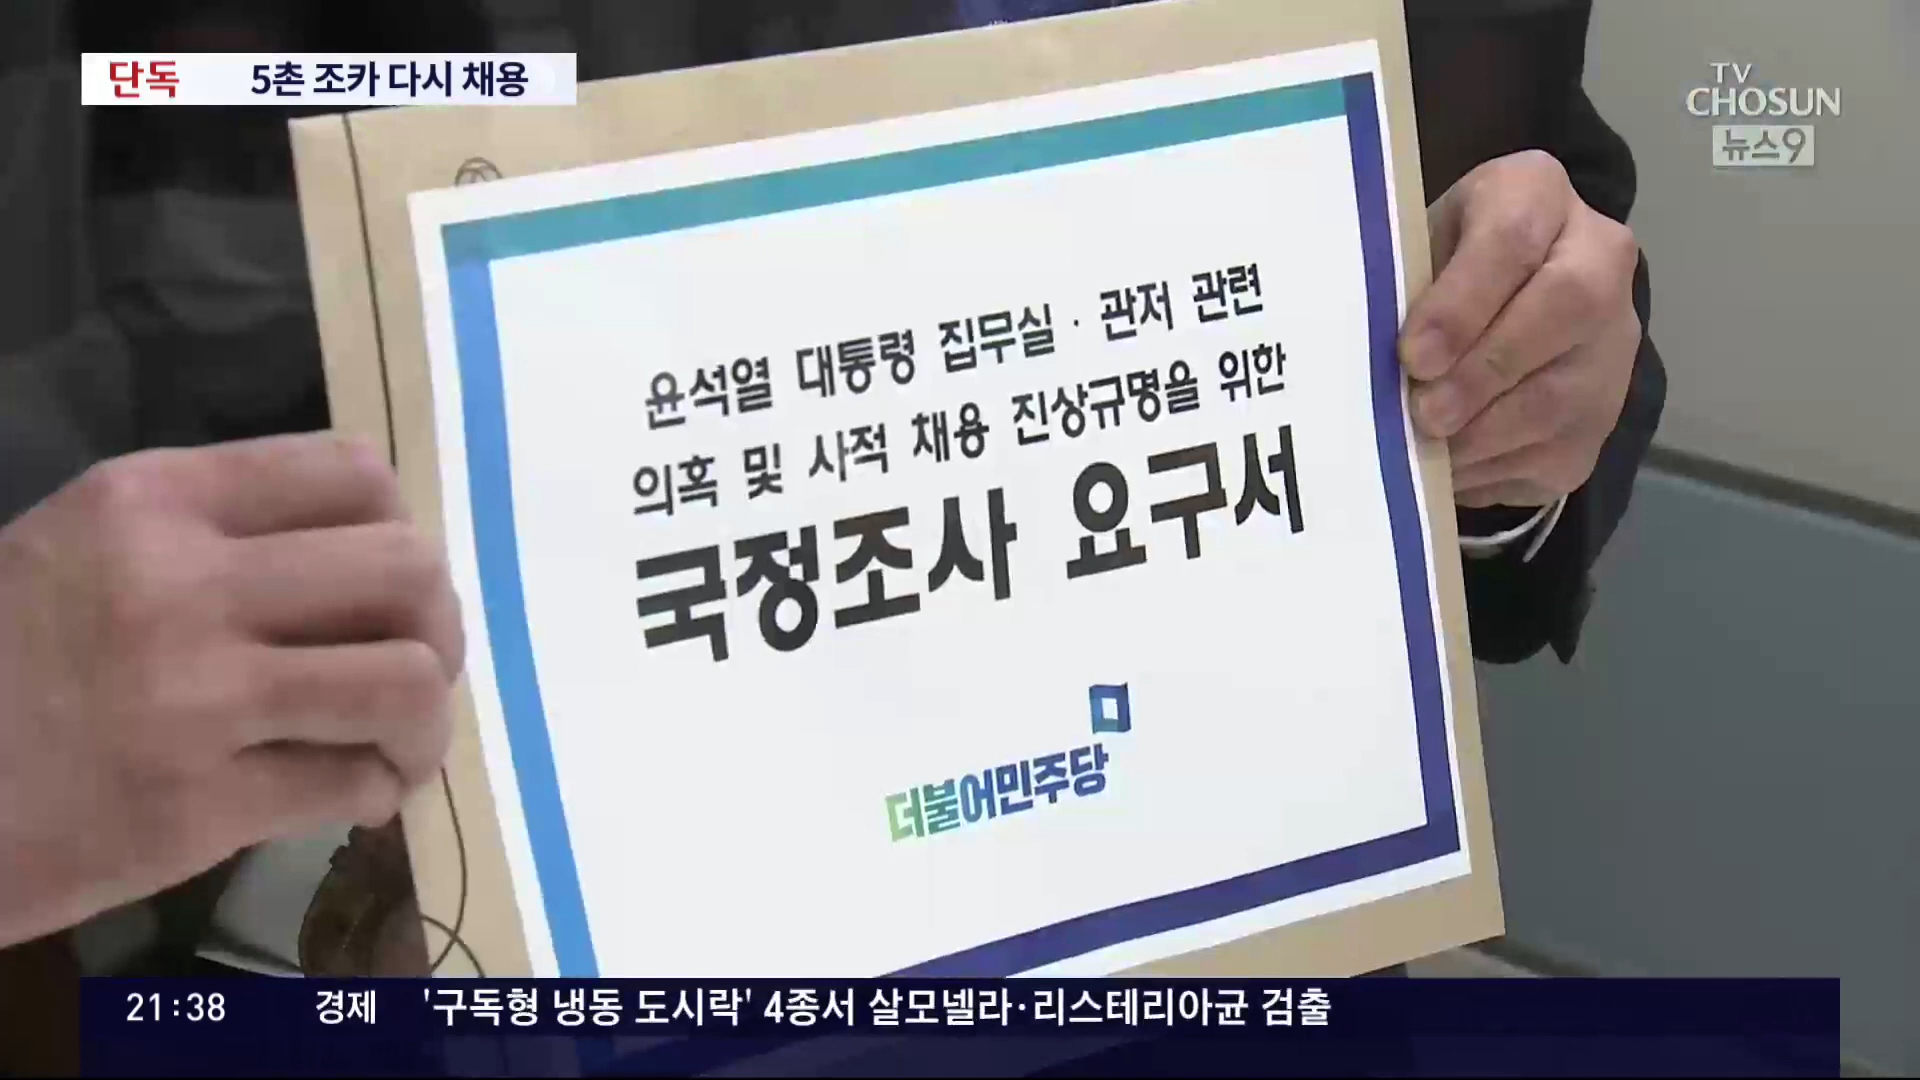 단독 5촌 조카 다시 채용
TV
CHOSUN
뉴스9
윤석열 대통령 집무실 · 관저 관련
의혹 및 사적 채용 진상규명을 위한
국정조사 요구서
더불어민주당
21:38 경제 '구독형 냉동 도시락' 4종서 살모넬라·리스테리아균 검출